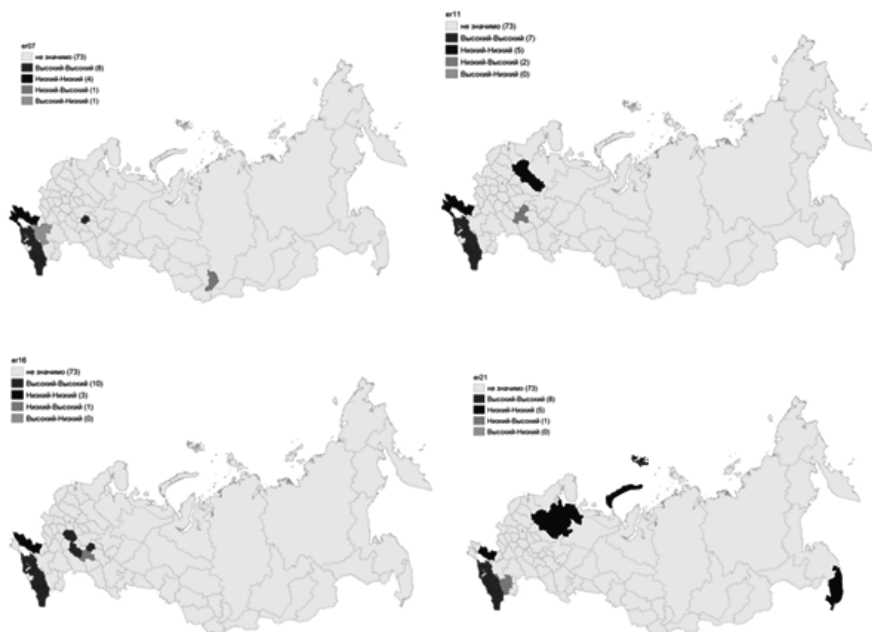 er07
не значимо (73)
Высокий-Высокий (8)
Низкий-Низкий (4)
Низкий-Высокий (1)
Высокий-Низкий (1)
er11
не значимо (73)
Высокий-Высокий (7)
Низкий-Низкий (5)
Низкий-Высокий (2)
Высокий-Низкий (0)
er16
не значимо (73)
Высокий-Высокий (10)
Низкий-Низкий (3)
Низкий-Высокий (1)
Высокий-Низкий (0)
er21
не значимо (73)
Высокий-Высокий (8)
Низкий-Низкий (5)
Низкий-Высокий (1)
Высокий-Низкий (0)